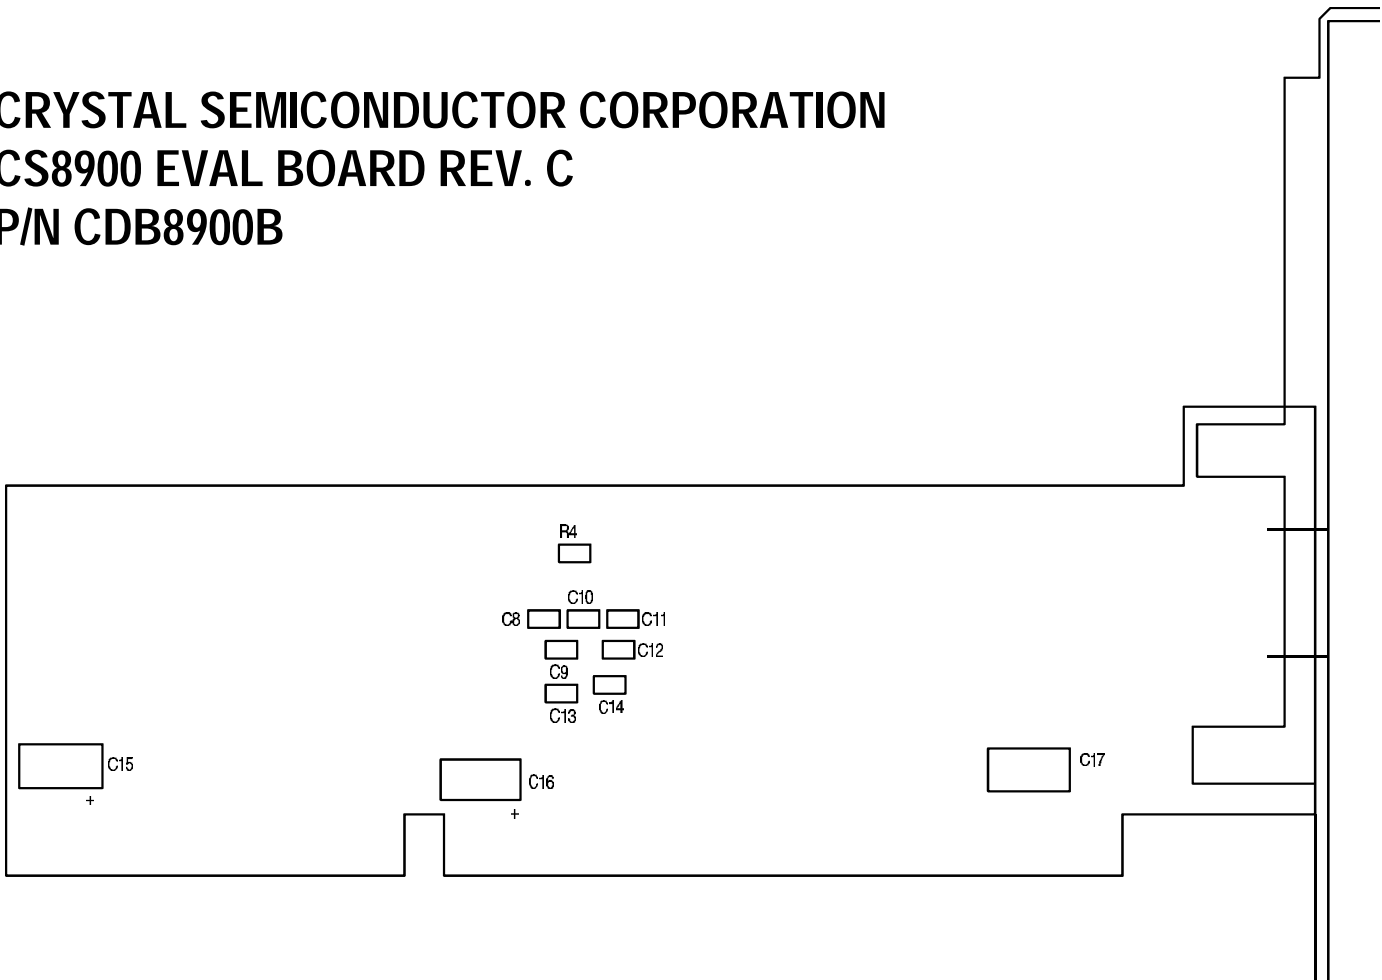 CRYSTAL SEMICONDUCTOR CORPORATION
CS8900 EVAL BOARD REV. C
P/N CDB8900B
R4
C10
C8
C11
C12
C9
C14
C13
C15
C17
C16
+
+